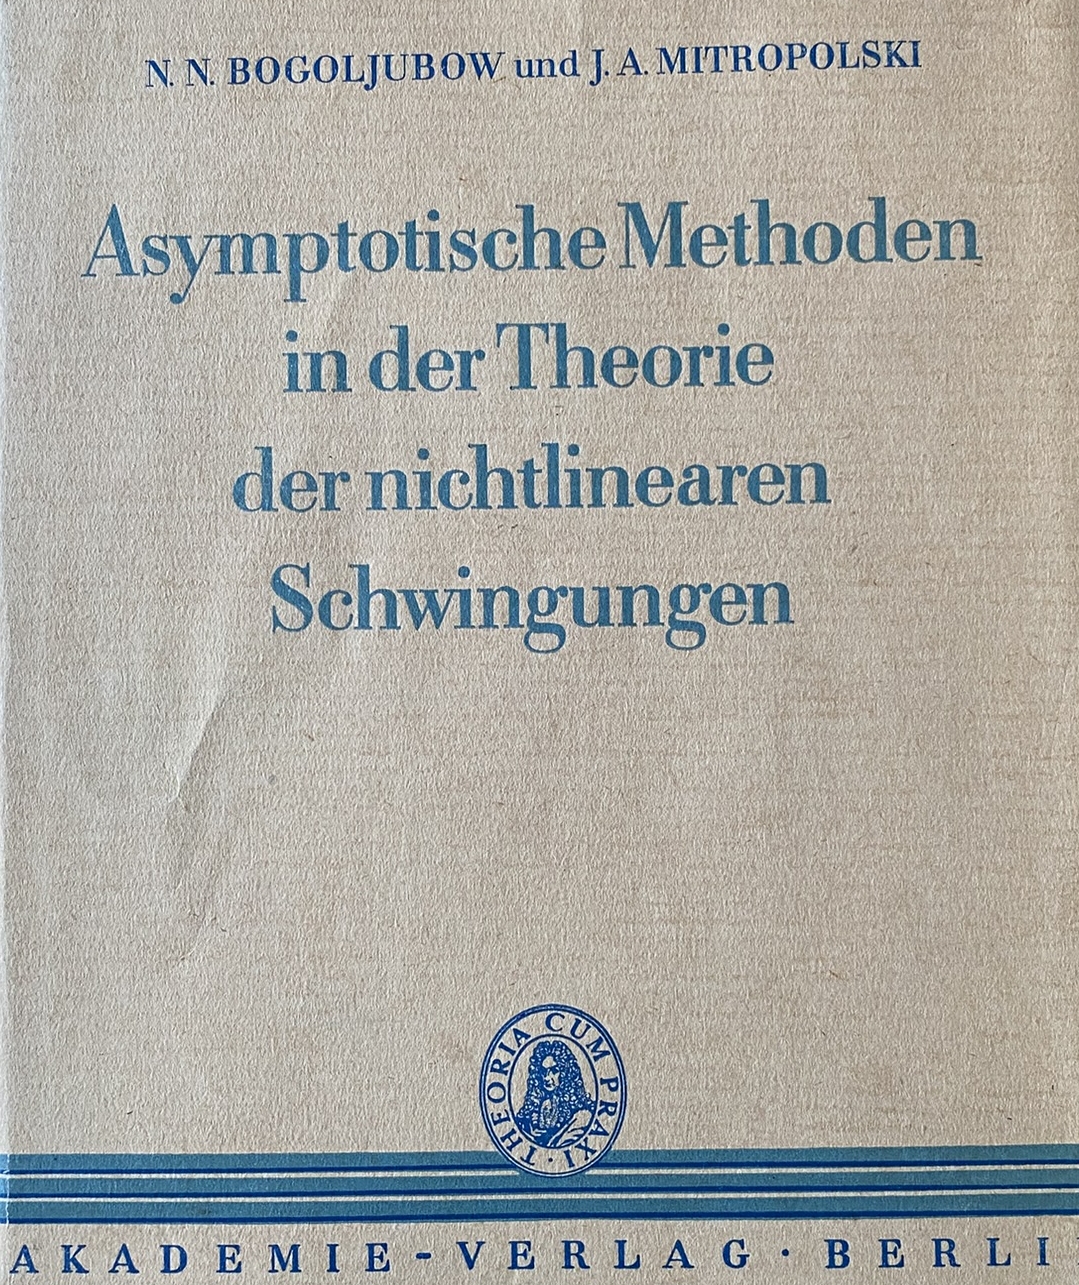 N. N. BOGOLJUBOW und J. A. MITROPOLSKI
Asymptotische Methoden
in der Theorie
der nichtlinearen
Schwingungen
THEORIA CUM PRAXI ·
AKADEMIE-VERLAG · BERLI